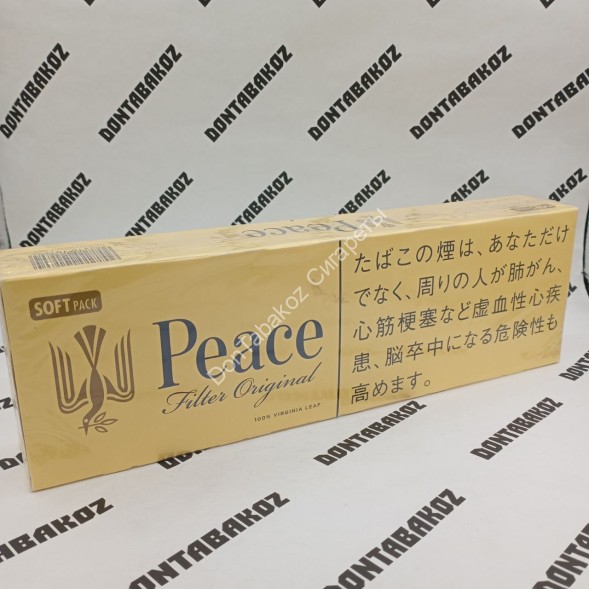 DONTABAKOZ
Peace
SOFT PACK
Peace
Filter Original
100% VIRGINIA LEAF
たばこの煙は、あなただけ
でなく、周りの人が肺がん、
心筋梗塞など虚血性心疾
患、脳卒中になる危険性も
高めます。
DonTabakoz Сигареты